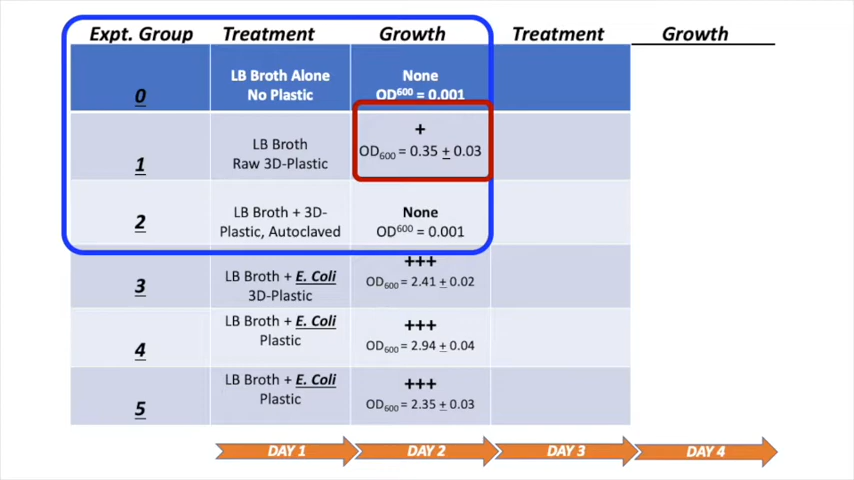 Expt. Group Treatment Growth Treatment Growth
0
LB Broth Alone
No Plastic
None
OD600 = 0.001
1
LB Broth
Raw 3D-Plastic
+
OD600 = 0.35 ± 0.03
2
LB Broth + 3D-
Plastic, Autoclaved
None
OD600 = 0.001
3
LB Broth + E. Coli
3D-Plastic
+++
OD600 = 2.41 ± 0.02
4
LB Broth + E. Coli
Plastic
+++
OD600 = 2.94 ± 0.04
5
LB Broth + E. Coli
Plastic
+++
OD600 = 2.35 ± 0.03
DAY 1 DAY 2 DAY 3 DAY 4